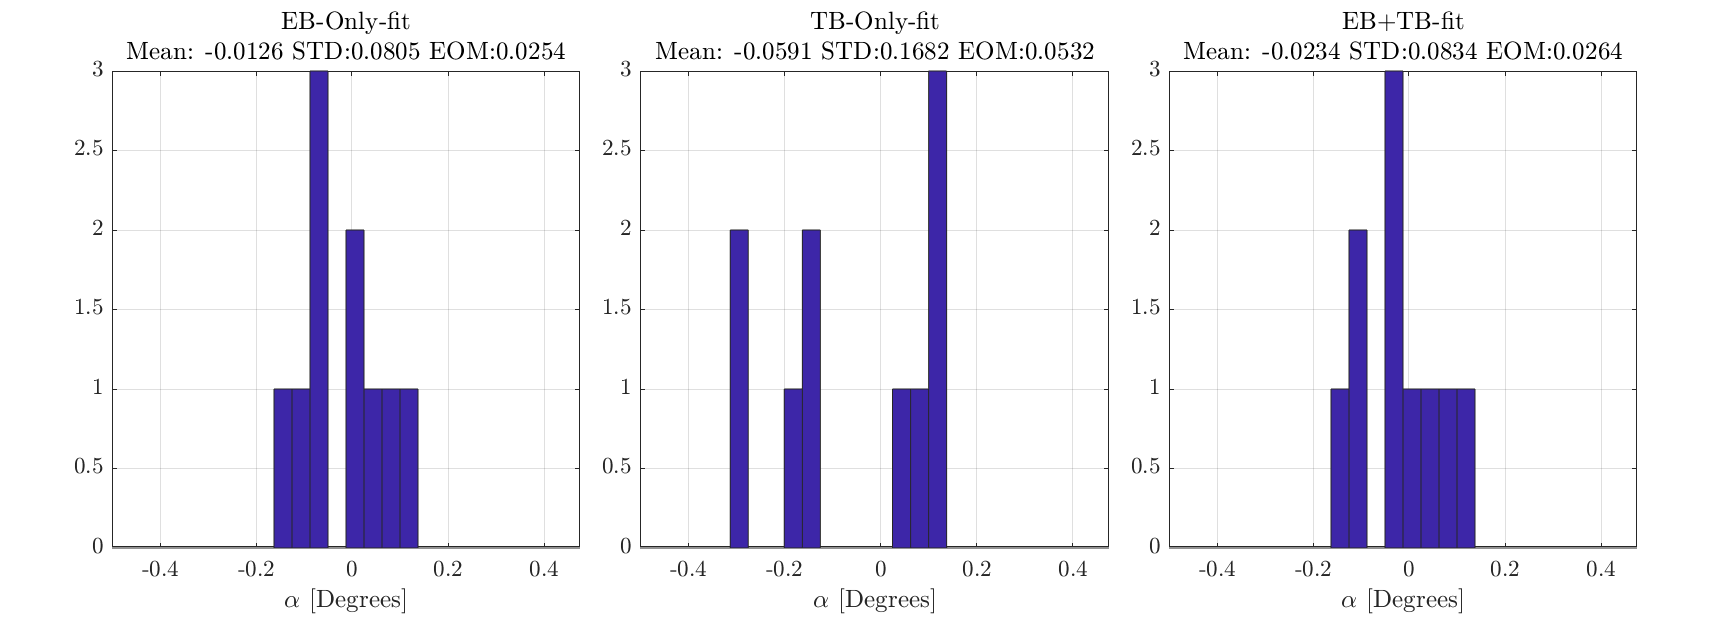 EB-Only-fit
Mean: -0.0126 STD:0.0805 EOM:0.0254
3
2.5
2
1.5
1
0.5
0
-0.4 -0.2 0 0.2 0.4
α [Degrees]
TB-Only-fit
Mean: -0.0591 STD:0.1682 EOM:0.0532
3
2.5
2
1.5
1
0.5
0
-0.4 -0.2 0 0.2 0.4
α [Degrees]
EB+TB-fit
Mean: -0.0234 STD:0.0834 EOM:0.0264
3
2.5
2
1.5
1
0.5
0
-0.4 -0.2 0 0.2 0.4
α [Degrees]